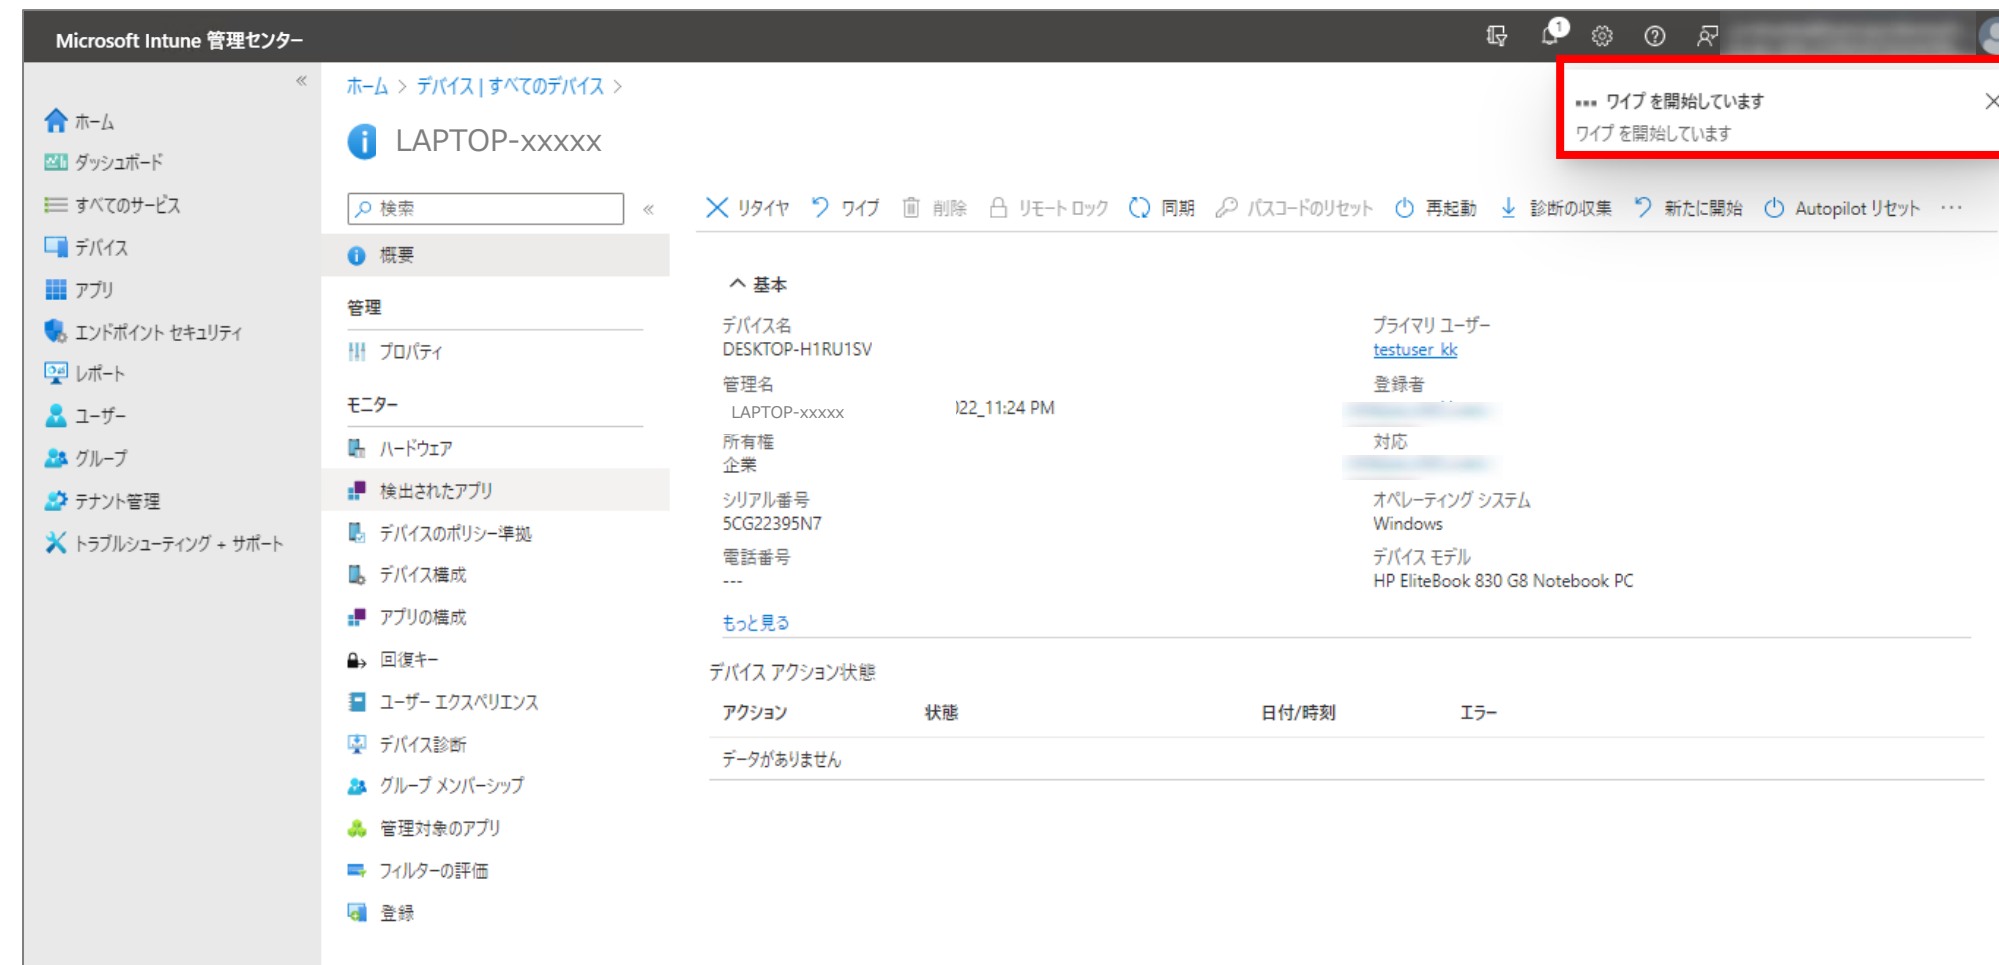 Microsoft Intune 管理センター
1
ワイプ を開始しています
ワイプ を開始しています
ホーム > デバイス | すべてのデバイス >
LAPTOP-xxxxx
ホーム
ダッシュボード
すべてのサービス
デバイス
アプリ
エンドポイント セキュリティ
レポート
ユーザー
グループ
テナント管理
トラブルシューティング + サポート
検索
概要
管理
プロパティ
モニター
ハードウェア
検出されたアプリ
デバイスのポリシー準拠
デバイス構成
アプリの構成
回復キー
ユーザー エクスペリエンス
デバイス診断
グループ メンバーシップ
管理対象のアプリ
フィルターの評価
登録
リタイヤ ワイプ 削除 リモート ロック 同期 パスコードのリセット 再起動 診断の収集 新たに開始 Autopilot リセット ...
基本
デバイス名
DESKTOP-H1RU1SV
管理名
LAPTOP-xxxxx 022_11:24 PM
所有権
企業
シリアル番号
5CG22395N7
電話番号
---
もっと見る
プライマリ ユーザー
testuser kk
登録者
対応
オペレーティング システム
Windows
デバイス モデル
HP EliteBook 830 G8 Notebook PC
デバイス アクション状態
アクション 状態 日付/時刻 エラー
データがありません